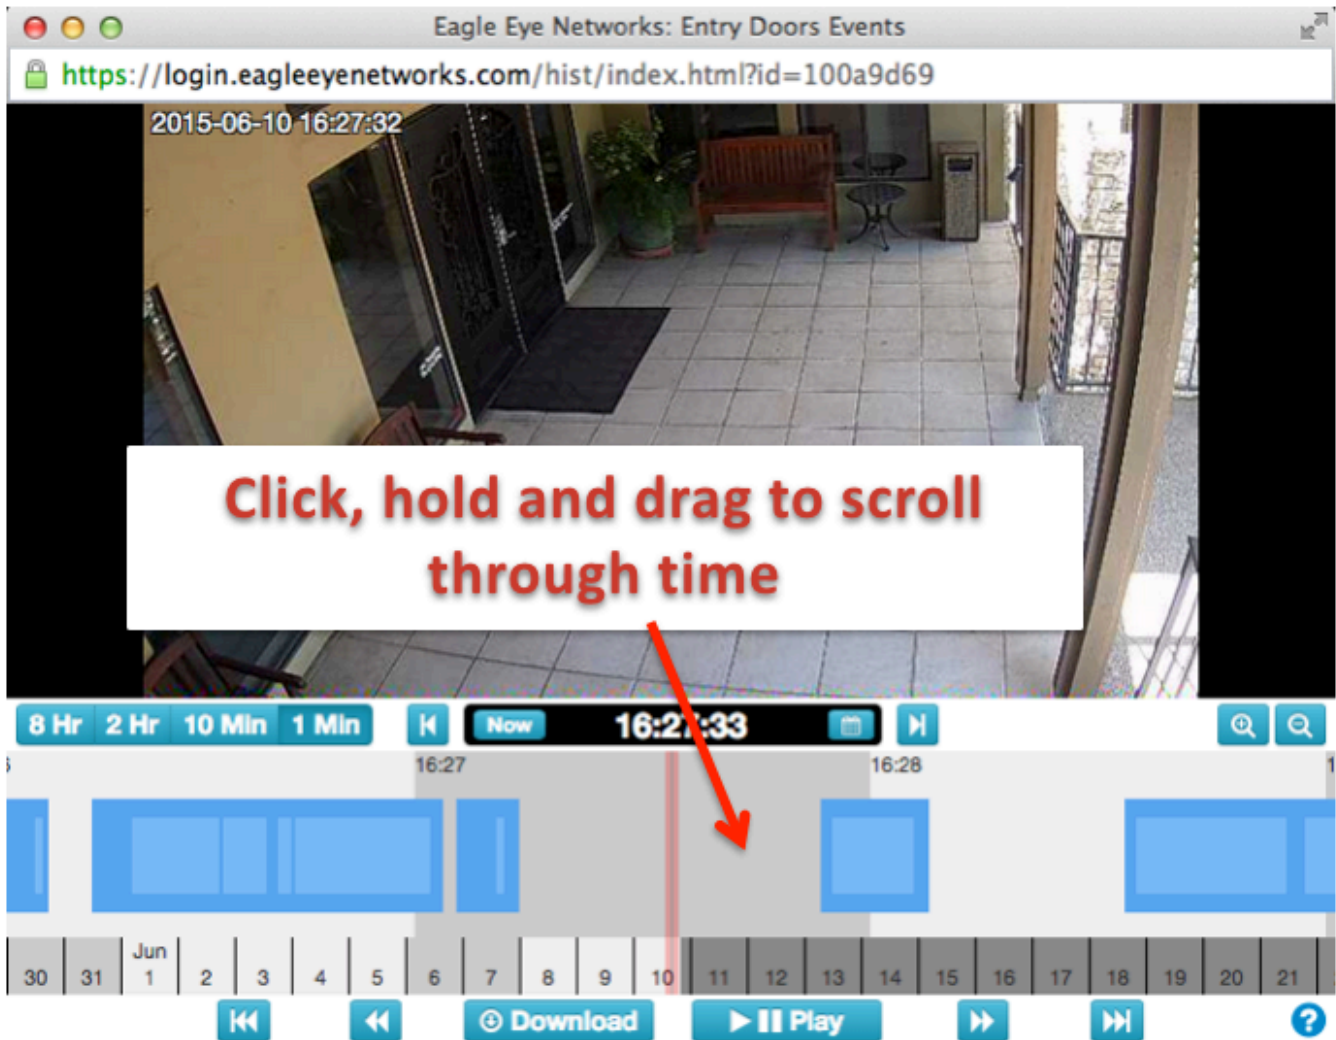 Eagle Eye Networks: Entry Doors Events
https://login.eagleeyenetworks.com/hist/index.html?id=100a9d69
2015-06-10 16:27:32
Click, hold and drag to scroll
through time
8 Hr 2 Hr 10 Min 1 Min Now 16:27:33
16:27 16:28
Jun
30 31 1 2 3 4 5 6 7 8 9 10 11 12 13 14 15 16 17 18 19 20 21
Download Play ?